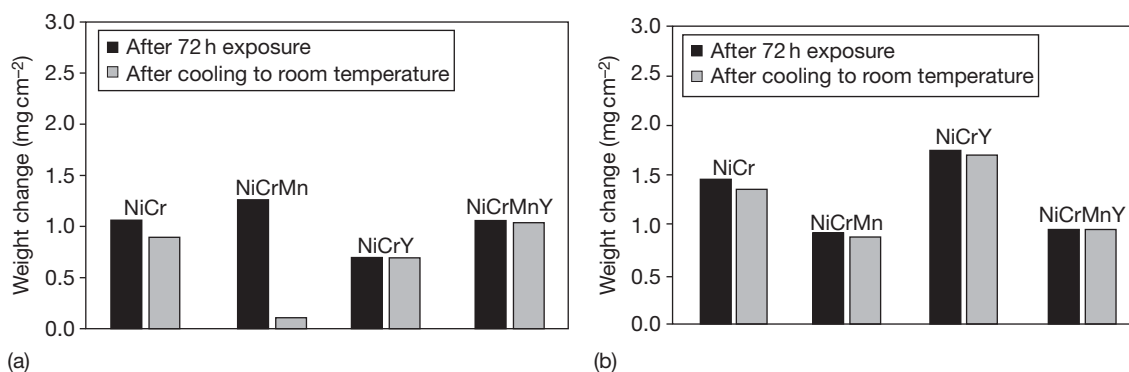 3.0
2.5
2.0
1.5
1.0
0.5
0.0
Weight change (mg cm−2)
After 72 h exposure
After cooling to room temperature
NiCr
NiCrMn
NiCrY
NiCrMnY
(a)
3.0
2.5
2.0
1.5
1.0
0.5
0.0
Weight change (mg cm−2)
After 72 h exposure
After cooling to room temperature
NiCr
NiCrMn
NiCrY
NiCrMnY
(b)